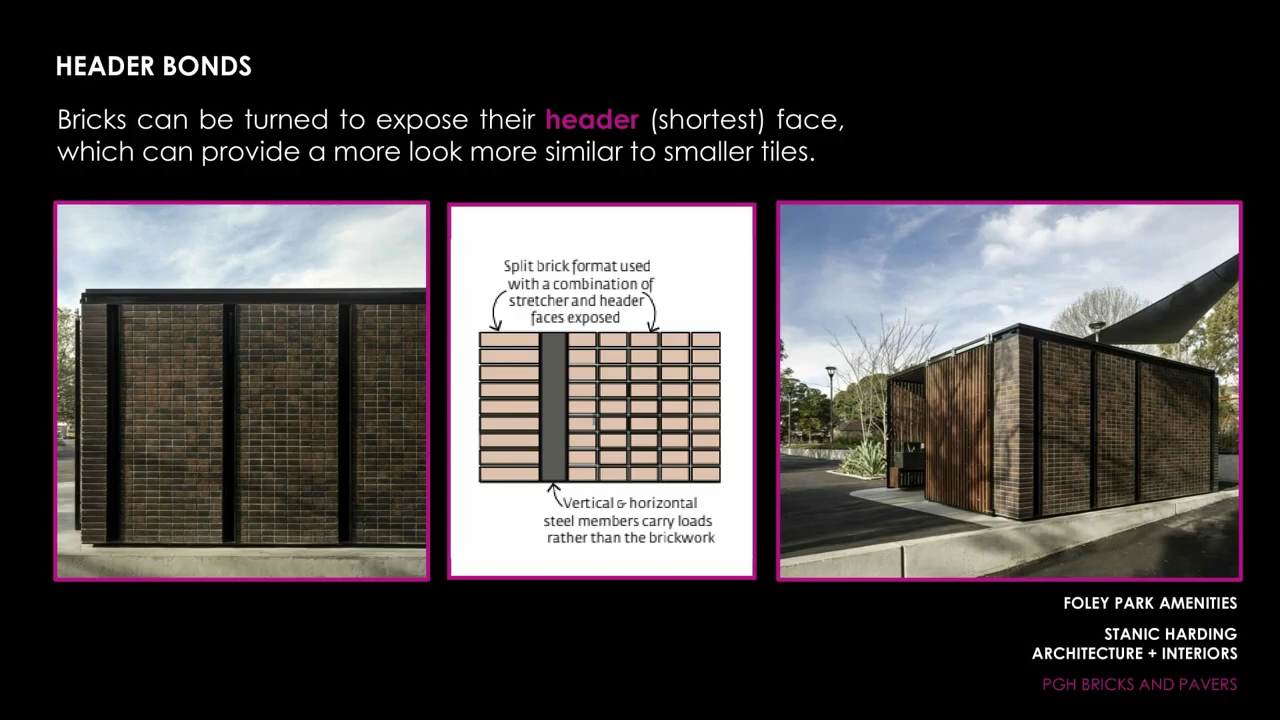 HEADER BONDS
Bricks can be turned to expose their header (shortest) face,
which can provide a more look more similar to smaller tiles.
Split brick format used
with a combination of
stretcher and header
faces exposed
Vertical & horizontal
steel members carry loads
rather than the brickwork
FOLEY PARK AMENITIES
STANIC HARDING
ARCHITECTURE + INTERIORS
PGH BRICKS AND PAVERS